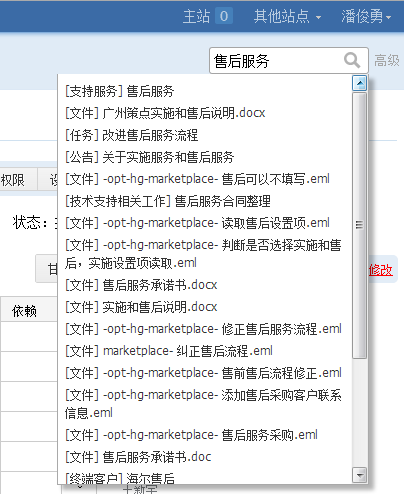 主站 0 其他站点 潘俊勇
售后服务 高级
[支持服务] 售后服务
[文件] 广州策点实施和售后说明.docx
[任务] 改进售后服务流程
[公告] 关于实施服务和售后服务
权限
[文件] -opt-hg-marketplace- 售后可以不填写.eml
[技术支持相关工作] 售后服务合同整理
状态:
[文件] -opt-hg-marketplace- 读取售后设置项.eml
[文件] -opt-hg-marketplace- 判断是否选择实施和售
后，实施设置项读取.eml
甘
修改
[文件] 售后服务承诺书.docx
依赖
[文件] 实施和售后说明.docx
[文件] -opt-hg-marketplace- 修正售后服务流程.eml
[文件] marketplace- 纠正售后流程.eml
[文件] -opt-hg-marketplace- 售前售后流程修正.eml
[文件] -opt-hg-marketplace- 添加售后采购客户联系
信息.eml
[文件] -opt-hg-marketplace- 售后服务采购.eml
[文件] 售后服务承诺书.doc
[终端客户] 海尔售后